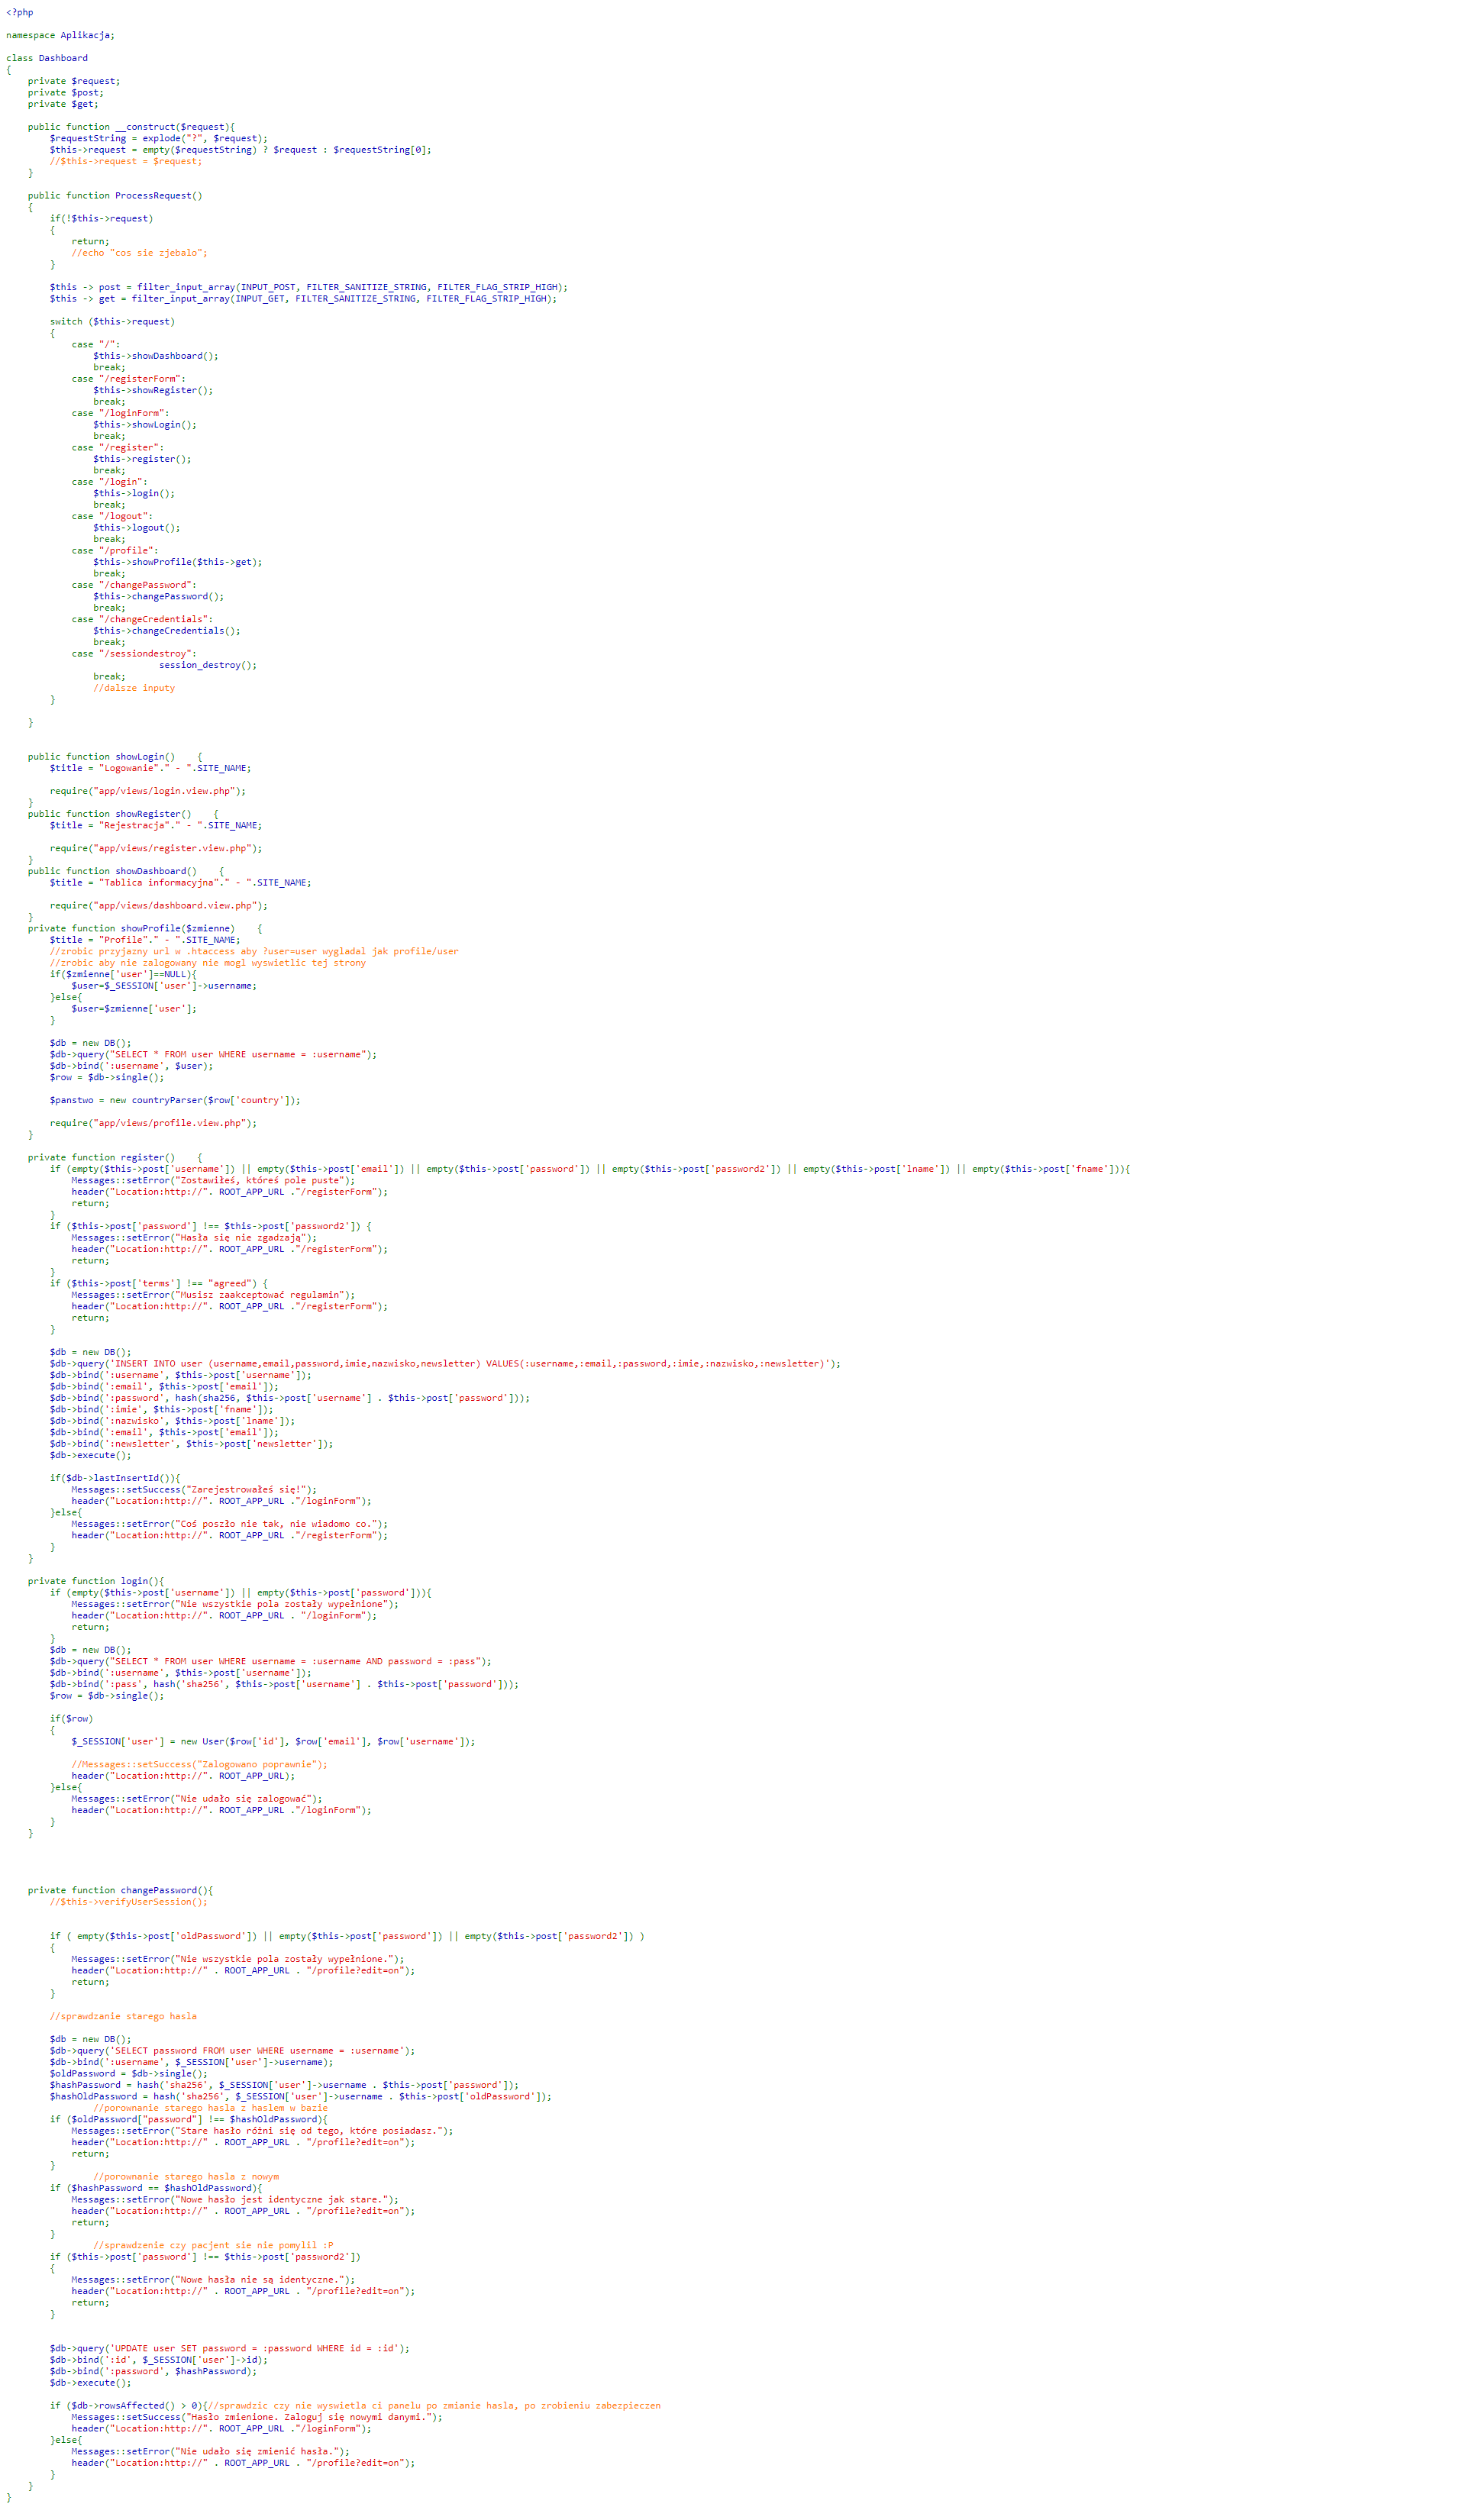 <?php
namespace Aplikacja;
class Dashboard
{
    private $request;
    private $post;
    private $get;
    public function __construct($request){
        $requestString = explode("?", $request);
        $this->request = empty($requestString) ? $request : $requestString[0];
        //$this->request = $request;
    }
    public function ProcessRequest()
    {
        if(!$this->request)
        {
            return;
            //echo "cos sie zjebalo";
        }
        $this -> post = filter_input_array(INPUT_POST, FILTER_SANITIZE_STRING, FILTER_FLAG_STRIP_HIGH);
        $this -> get = filter_input_array(INPUT_GET, FILTER_SANITIZE_STRING, FILTER_FLAG_STRIP_HIGH);
        switch ($this->request)
        {
            case "/":
                $this->showDashboard();
                break;
            case "/registerForm":
                $this->showRegister();
                break;
            case "/loginForm":
                $this->showLogin();
                break;
            case "/register":
                $this->register();
                break;
            case "/login":
                $this->login();
                break;
            case "/logout":
                $this->logout();
                break;
            case "/profile":
                $this->showProfile($this->get);
                break;
            case "/changePassword":
                $this->changePassword();
                break;
            case "/changeCredentials":
                $this->changeCredentials();
                break;
            case "/sessiondestroy":
                            session_destroy();
                break;
                //dalsze inputy
        }
    }
    public function showLogin()    {
        $title = "Logowanie"." - ".SITE_NAME;
        require("app/views/login.view.php");
    }
    public function showRegister()    {
        $title = "Rejestracja"." - ".SITE_NAME;
        require("app/views/register.view.php");
    }
    public function showDashboard()    {
        $title = "Tablica informacyjna"." - ".SITE_NAME;
        require("app/views/dashboard.view.php");
    }
    private function showProfile($zmienne)    {
        $title = "Profile"." - ".SITE_NAME;
        //zrobic przyjazny url w .htaccess aby ?user=user wygladal jak profile/user
        //zrobic aby nie zalogowany nie mogl wyswietlic tej strony
        if($zmienne['user']==NULL){
            $user=$_SESSION['user']->username;
        }else{
            $user=$zmienne['user'];
        }
        $db = new DB();
        $db->query("SELECT * FROM user WHERE username = :username");
        $db->bind(':username', $user);
        $row = $db->single();
        $panstwo = new countryParser($row['country']);
        require("app/views/profile.view.php");
    }
    private function register()    {
        if (empty($this->post['username']) || empty($this->post['email']) || empty($this->post['password']) || empty($this->post['password2']) || empty($this->post['lname']) || empty($this->post['fname'])){
            Messages::setError("Zostawiłeś, któreś pole puste");
            header("Location:http://". ROOT_APP_URL ."/registerForm");
            return;
        }
        if ($this->post['password'] !== $this->post['password2']) {
            Messages::setError("Hasła się nie zgadzają");
            header("Location:http://". ROOT_APP_URL ."/registerForm");
            return;
        }
        if ($this->post['terms'] !== "agreed") {
            Messages::setError("Musisz zaakceptować regulamin");
            header("Location:http://". ROOT_APP_URL ."/registerForm");
            return;
        }
        $db = new DB();
        $db->query('INSERT INTO user (username,email,password,imie,nazwisko,newsletter) VALUES(:username,:email,:password,:imie,:nazwisko,:newsletter)');
        $db->bind(':username', $this->post['username']);
        $db->bind(':email', $this->post['email']);
        $db->bind(':password', hash(sha256, $this->post['username'] . $this->post['password']));
        $db->bind(':imie', $this->post['fname']);
        $db->bind(':nazwisko', $this->post['lname']);
        $db->bind(':email', $this->post['email']);
        $db->bind(':newsletter', $this->post['newsletter']);
        $db->execute();
        if($db->lastInsertId()){
            Messages::setSuccess("Zarejestrowałeś się!");
            header("Location:http://". ROOT_APP_URL ."/loginForm");
        }else{
            Messages::setError("Coś poszło nie tak, nie wiadomo co.");
            header("Location:http://". ROOT_APP_URL ."/registerForm");
        }
    }
    private function login(){
        if (empty($this->post['username']) || empty($this->post['password'])){
            Messages::setError("Nie wszystkie pola zostały wypełnione");
            header("Location:http://". ROOT_APP_URL . "/loginForm");
            return;
        }
        $db = new DB();
        $db->query("SELECT * FROM user WHERE username = :username AND password = :pass");
        $db->bind(':username', $this->post['username']);
        $db->bind(':pass', hash('sha256', $this->post['username'] . $this->post['password']));
        $row = $db->single();
        if($row)
        {
            $_SESSION['user'] = new User($row['id'], $row['email'], $row['username']);
            //Messages::setSuccess("Zalogowano poprawnie");
            header("Location:http://". ROOT_APP_URL);
        }else{
            Messages::setError("Nie udało się zalogować");
            header("Location:http://". ROOT_APP_URL ."/loginForm");
        }
    }
    private function changePassword(){
        //$this->verifyUserSession();
        if ( empty($this->post['oldPassword']) || empty($this->post['password']) || empty($this->post['password2']) )
        {
            Messages::setError("Nie wszystkie pola zostały wypełnione.");
            header("Location:http://" . ROOT_APP_URL . "/profile?edit=on");
            return;
        }
        //sprawdzanie starego hasla
        $db = new DB();
        $db->query('SELECT password FROM user WHERE username = :username');
        $db->bind(':username', $_SESSION['user']->username);
        $oldPassword = $db->single();
        $hashPassword = hash('sha256', $_SESSION['user']->username . $this->post['password']);
        $hashOldPassword = hash('sha256', $_SESSION['user']->username . $this->post['oldPassword']);
                //porownanie starego hasla z haslem w bazie
        if ($oldPassword["password"] !== $hashOldPassword){
            Messages::setError("Stare hasło różni się od tego, które posiadasz.");
            header("Location:http://" . ROOT_APP_URL . "/profile?edit=on");
            return;
        }
                //porownanie starego hasla z nowym
        if ($hashPassword == $hashOldPassword){
            Messages::setError("Nowe hasło jest identyczne jak stare.");
            header("Location:http://" . ROOT_APP_URL . "/profile?edit=on");
            return;
        }
                //sprawdzenie czy pacjent sie nie pomylil :P
        if ($this->post['password'] !== $this->post['password2'])
        {
            Messages::setError("Nowe hasła nie są identyczne.");
            header("Location:http://" . ROOT_APP_URL . "/profile?edit=on");
            return;
        }
        $db->query('UPDATE user SET password = :password WHERE id = :id');
        $db->bind(':id', $_SESSION['user']->id);
        $db->bind(':password', $hashPassword);
        $db->execute();
        if ($db->rowsAffected() > 0){//sprawdzic czy nie wyswietla ci panelu po zmianie hasla, po zrobieniu zabezpieczen
            Messages::setSuccess("Hasło zmienione. Zaloguj się nowymi danymi.");
            header("Location:http://". ROOT_APP_URL ."/loginForm");
        }else{
            Messages::setError("Nie udało się zmienić hasła.");
            header("Location:http://" . ROOT_APP_URL . "/profile?edit=on");
        }
    }
}